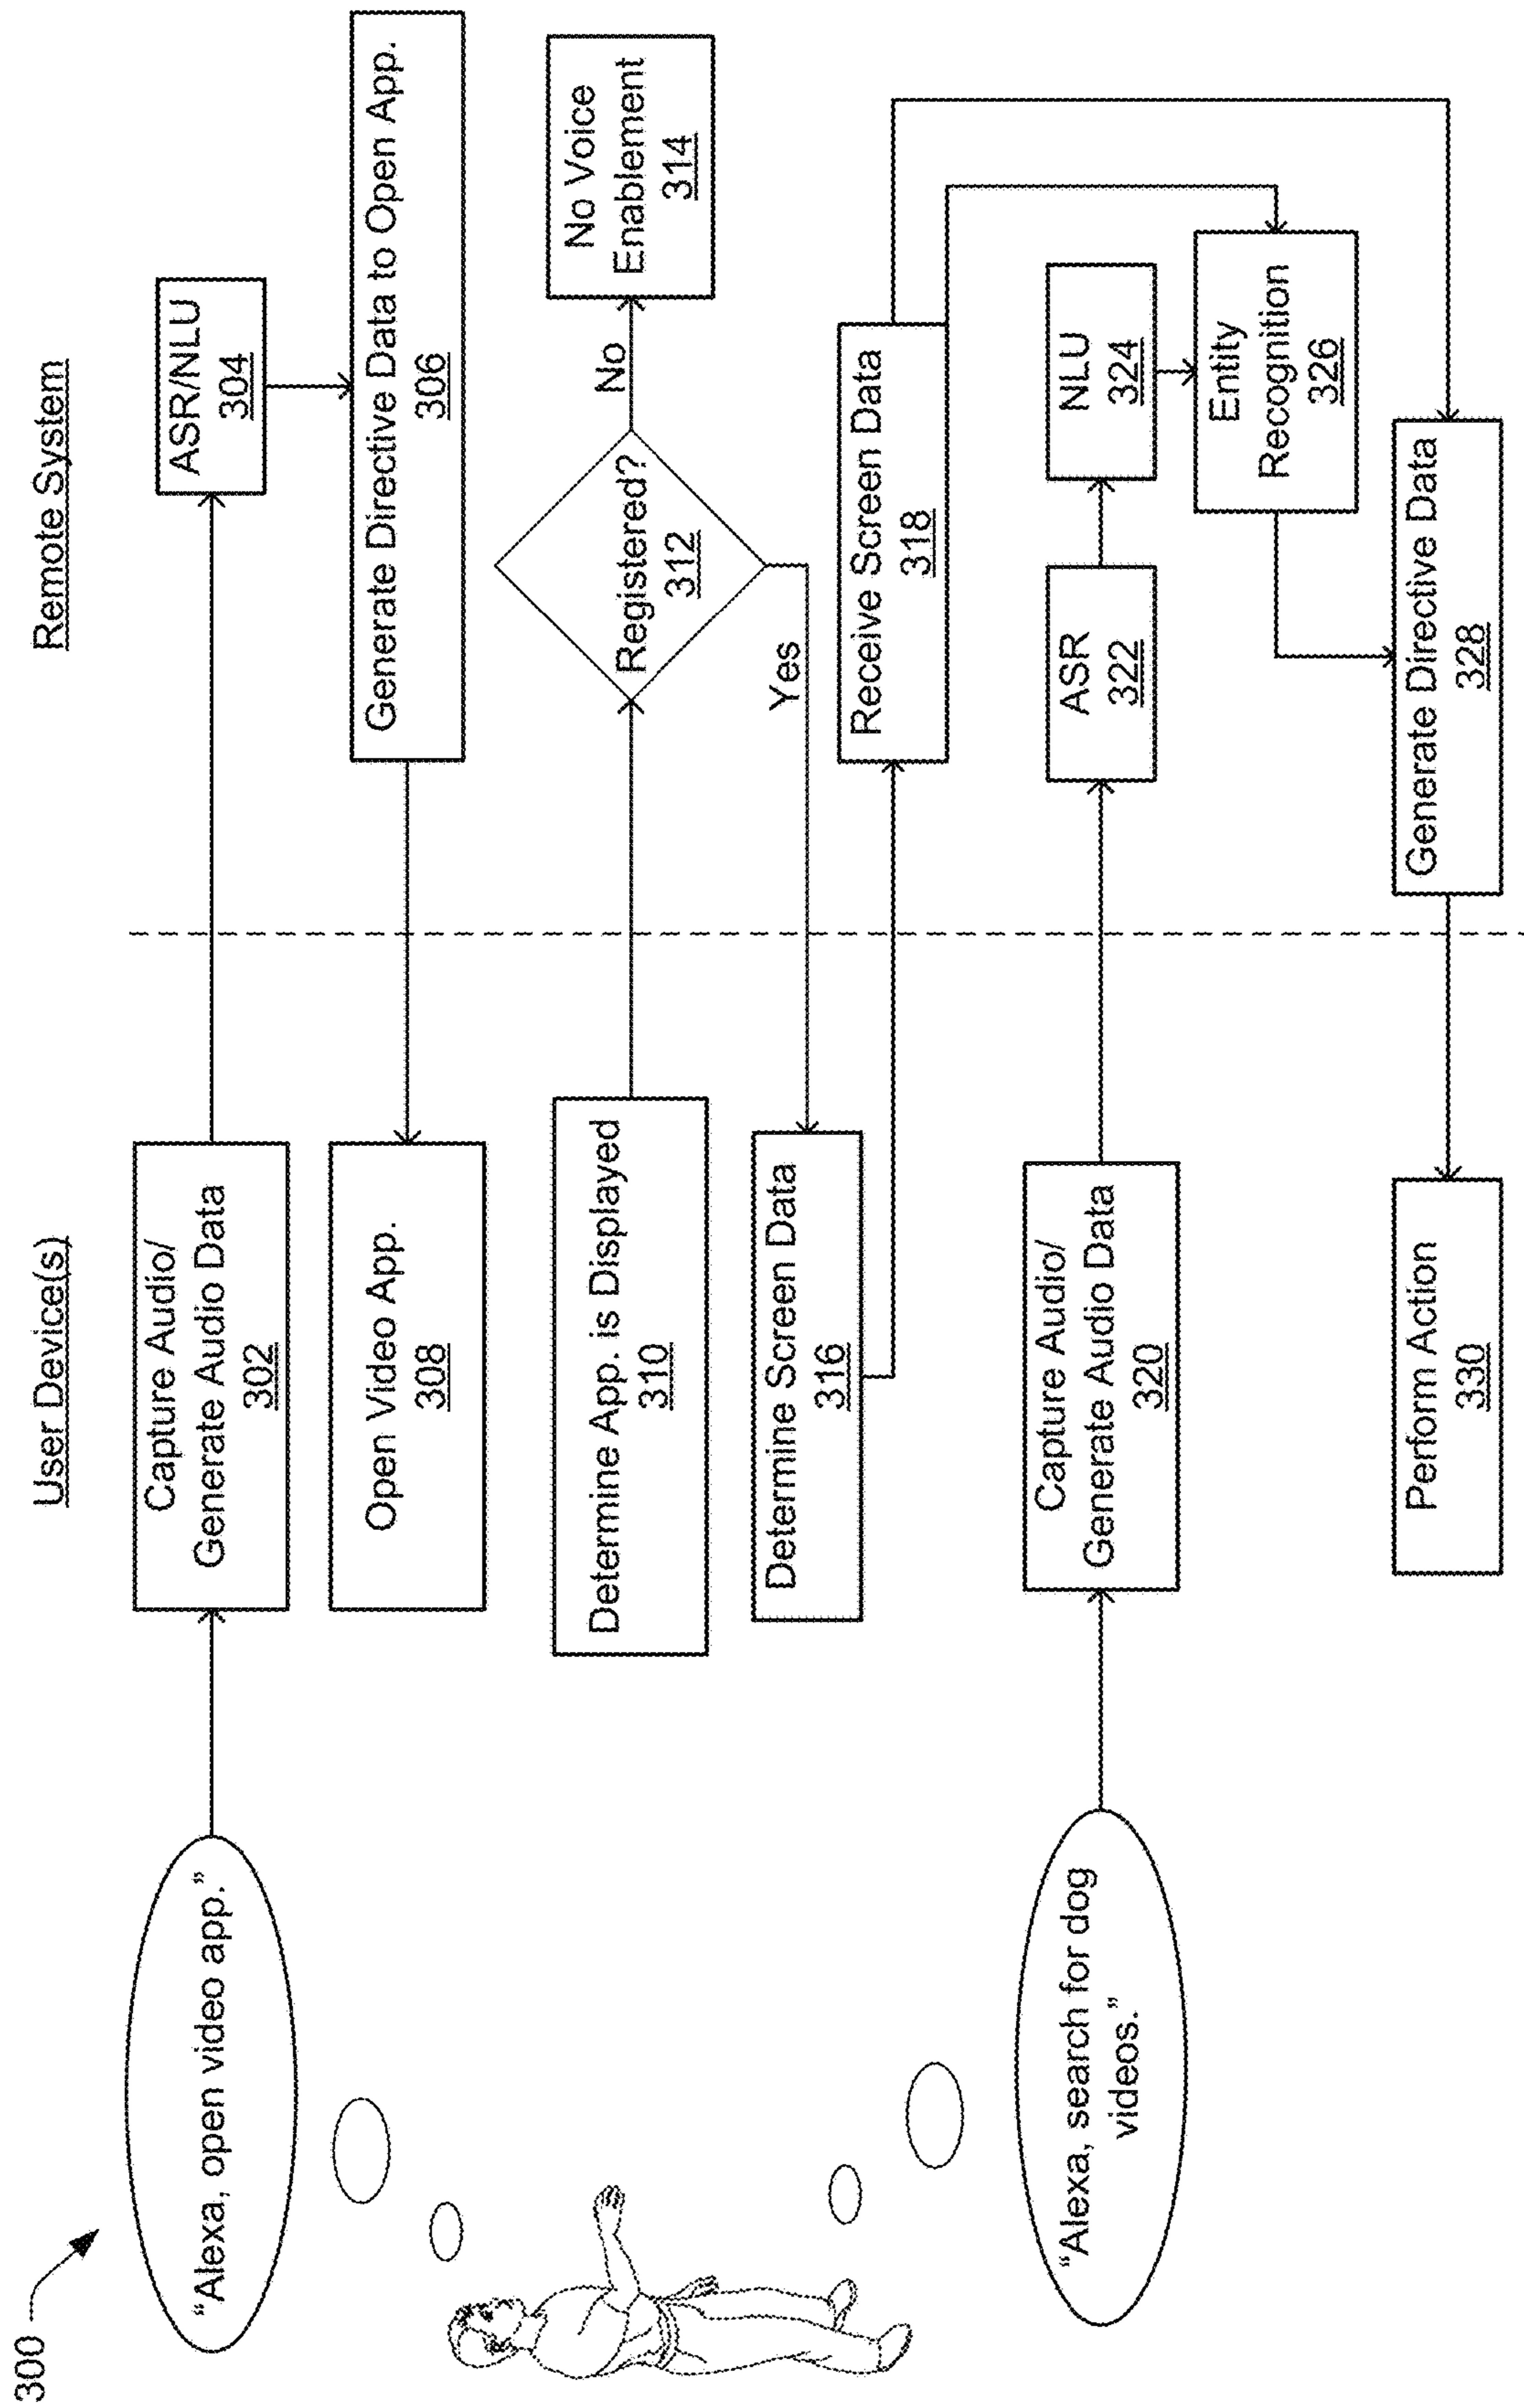 300
User Device(s)
Remote System
“Alexa, open video app.”
Capture Audio/
Generate Audio Data
302
ASR/NLU
304
Open Video App.
308
Generate Directive Data to Open App.
306
Determine App. is Displayed
310
Registered?
312
No
No Voice
Enablement
314
Yes
Determine Screen Data
316
Receive Screen Data
318
“Alexa, search for dog
videos.”
Capture Audio/
Generate Audio Data
320
ASR
322
NLU
324
Entity
Recognition
326
Generate Directive Data
328
Perform Action
330